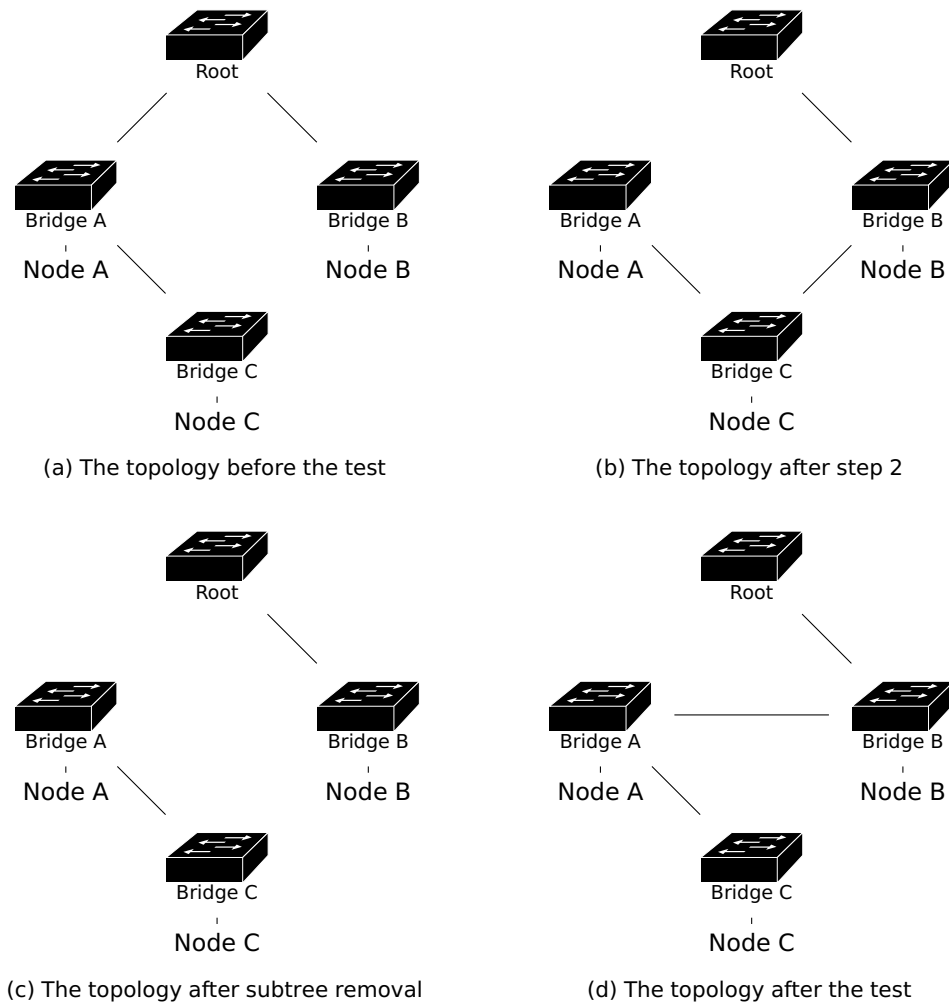 Root
Bridge A
Bridge B
Node A
Node B
Bridge C
Node C
(a) The topology before the test
Root
Bridge A
Bridge B
Node A
Node B
Bridge C
Node C
(b) The topology after step 2
Root
Bridge A
Bridge B
Node A
Node B
Bridge C
Node C
(c) The topology after subtree removal
Root
Bridge A
Bridge B
Node A
Node B
Bridge C
Node C
(d) The topology after the test